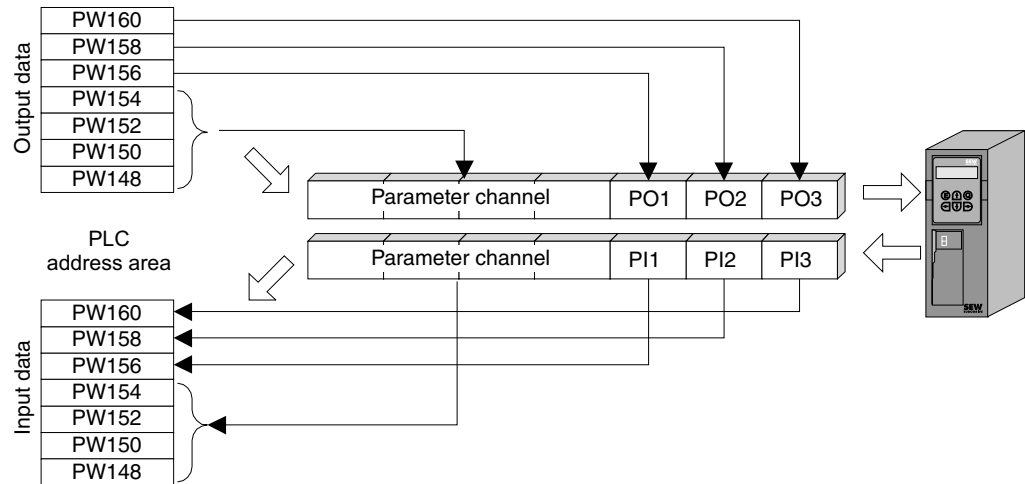 Output data
PW160
PW158
PW156
PW154
PW152
PW150
PW148
Parameter channel
PO1
PO2
PO3
PLC
address area
Parameter channel
PI1
PI2
PI3
Input data
PW160
PW158
PW156
PW154
PW152
PW150
PW148
SEW